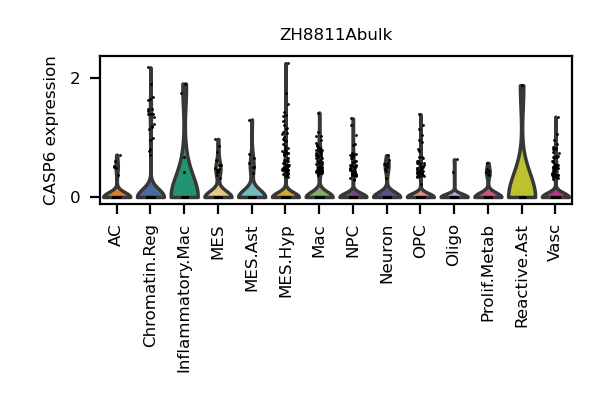 ZH8811Abulk
CASP6 expression
2
0
AC
Chromatin.Reg
Inflammatory.Mac
MES
MES.Ast
MES.Hyp
Mac
NPC
Neuron
OPC
Oligo
Prolif.Metab
Reactive.Ast
Vasc